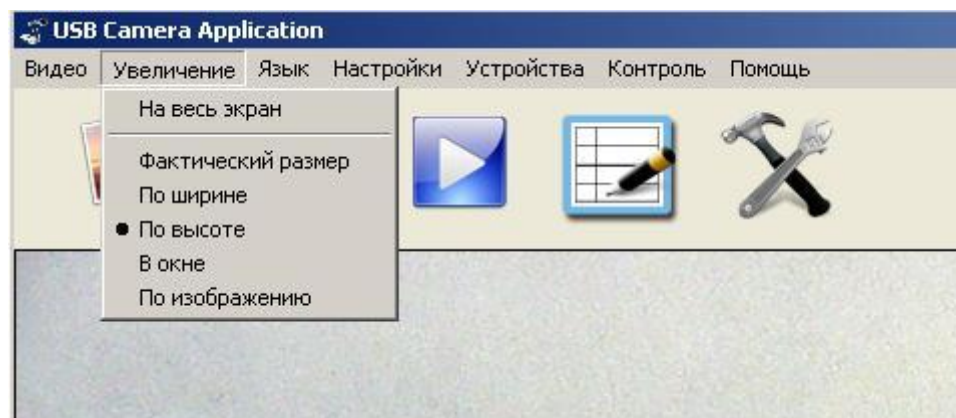 USB Camera Application
Видео Увеличение Язык Настройки Устройства Контроль Помощь
На весь экран
Фактический размер
По ширине
По высоте
В окне
По изображению